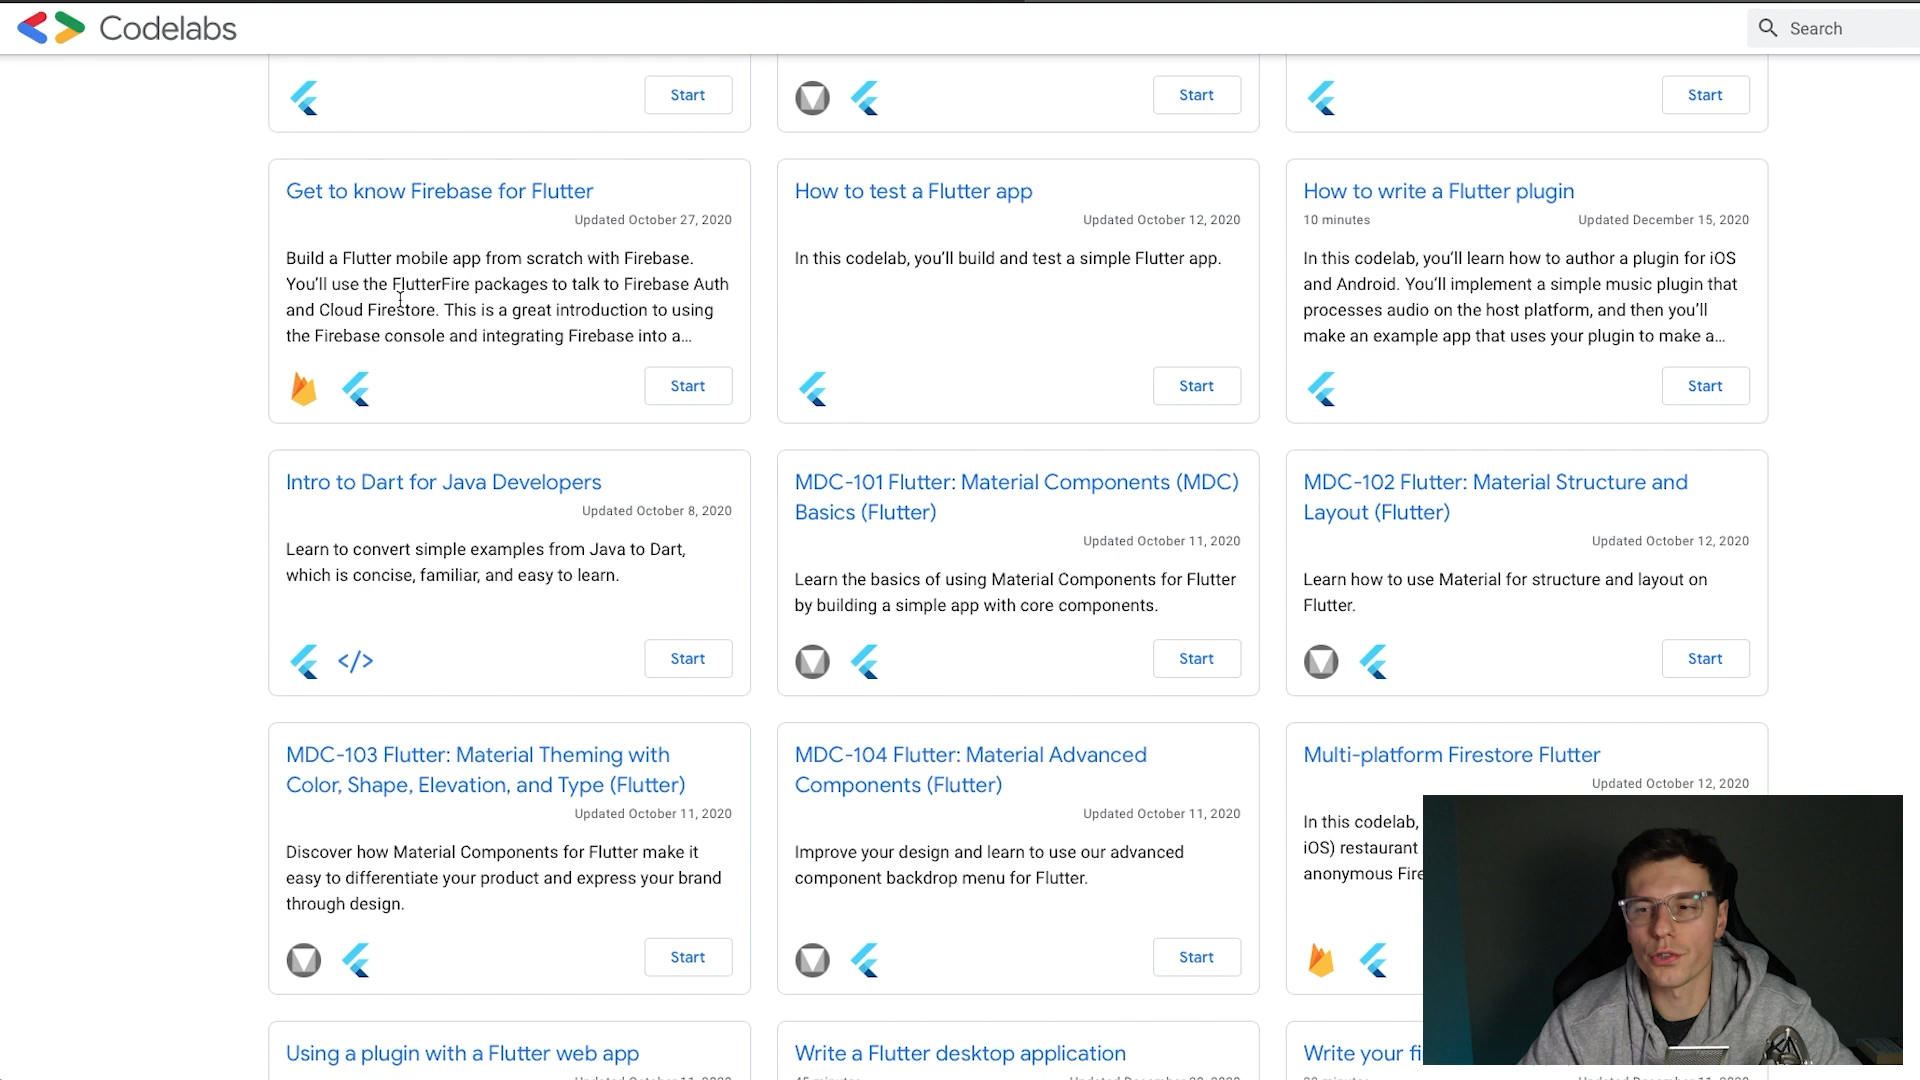 Codelabs
Search
Start
Start
Start
Get to know Firebase for Flutter
Updated October 27, 2020
Build a Flutter mobile app from scratch with Firebase.
You'll use the FlutterFire packages to talk to Firebase Auth
and Cloud Firestore. This is a great introduction to using
the Firebase console and integrating Firebase into a...
Start
How to test a Flutter app
Updated October 12, 2020
In this codelab, you'll build and test a simple Flutter app.
Start
How to write a Flutter plugin
10 minutes
Updated December 15, 2020
In this codelab, you'll learn how to author a plugin for iOS
and Android. You'll implement a simple music plugin that
processes audio on the host platform, and then you'll
make an example app that uses your plugin to make a...
Start
Intro to Dart for Java Developers
Updated October 8, 2020
Learn to convert simple examples from Java to Dart,
which is concise, familiar, and easy to learn.
</>
Start
MDC-101 Flutter: Material Components (MDC)
Basics (Flutter)
Updated October 11, 2020
Learn the basics of using Material Components for Flutter
by building a simple app with core components.
Start
MDC-102 Flutter: Material Structure and
Layout (Flutter)
Updated October 12, 2020
Learn how to use Material for structure and layout on
Flutter.
Start
MDC-103 Flutter: Material Theming with
Color, Shape, Elevation, and Type (Flutter)
Updated October 11, 2020
Discover how Material Components for Flutter make it
easy to differentiate your product and express your brand
through design.
Start
MDC-104 Flutter: Material Advanced
Components (Flutter)
Updated October 11, 2020
Improve your design and learn to use our advanced
component backdrop menu for Flutter.
Start
Multi-platform Firestore Flutter
Updated October 12, 2020
In this codelab,
iOS) restaurant
anonymous Fire
Using a plugin with a Flutter web app
Write a Flutter desktop application
Write your fi